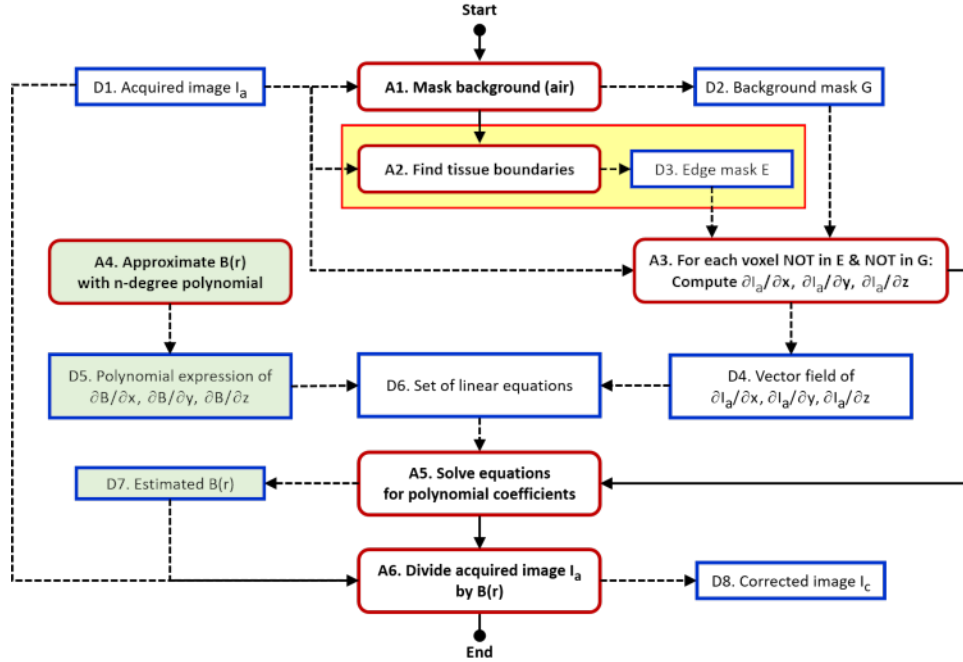 Start
D1. Acquired image Iₐ
A1. Mask background (air)
D2. Background mask G
A2. Find tissue boundaries
D3. Edge mask E
A4. Approximate B(r)
with n-degree polynomial
A3. For each voxel NOT in E & NOT in G:
Compute ∂Iₐ/∂x, ∂Iₐ/∂y, ∂Iₐ/∂z
D5. Polynomial expression of
∂B/∂x, ∂B/∂y, ∂B/∂z
D6. Set of linear equations
D4. Vector field of
∂Iₐ/∂x, ∂Iₐ/∂y, ∂Iₐ/∂z
D7. Estimated B(r)
A5. Solve equations
for polynomial coefficients
A6. Divide acquired image Iₐ
by B(r)
D8. Corrected image I_c
End